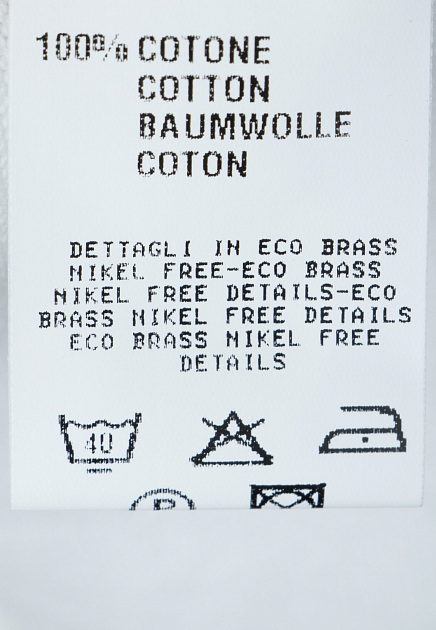 100% COTONE
COTTON
BAUMWOLLE
COTON
DETTAGLI IN ECO BRASS
NIKEL FREE-ECO BRASS
NIKEL FREE DETAILS-ECO
BRASS NIKEL FREE DETAILS
ECO BRASS NIKEL FREE
DETAILS
40
P